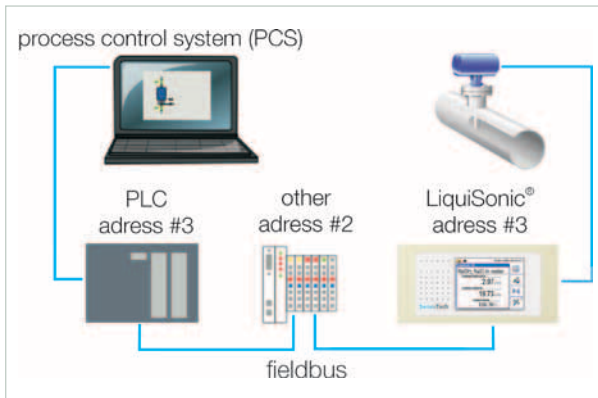 process control system (PCS)
PLC
adress #3
other
adress #2
LiquiSonic®
adress #3
fieldbus